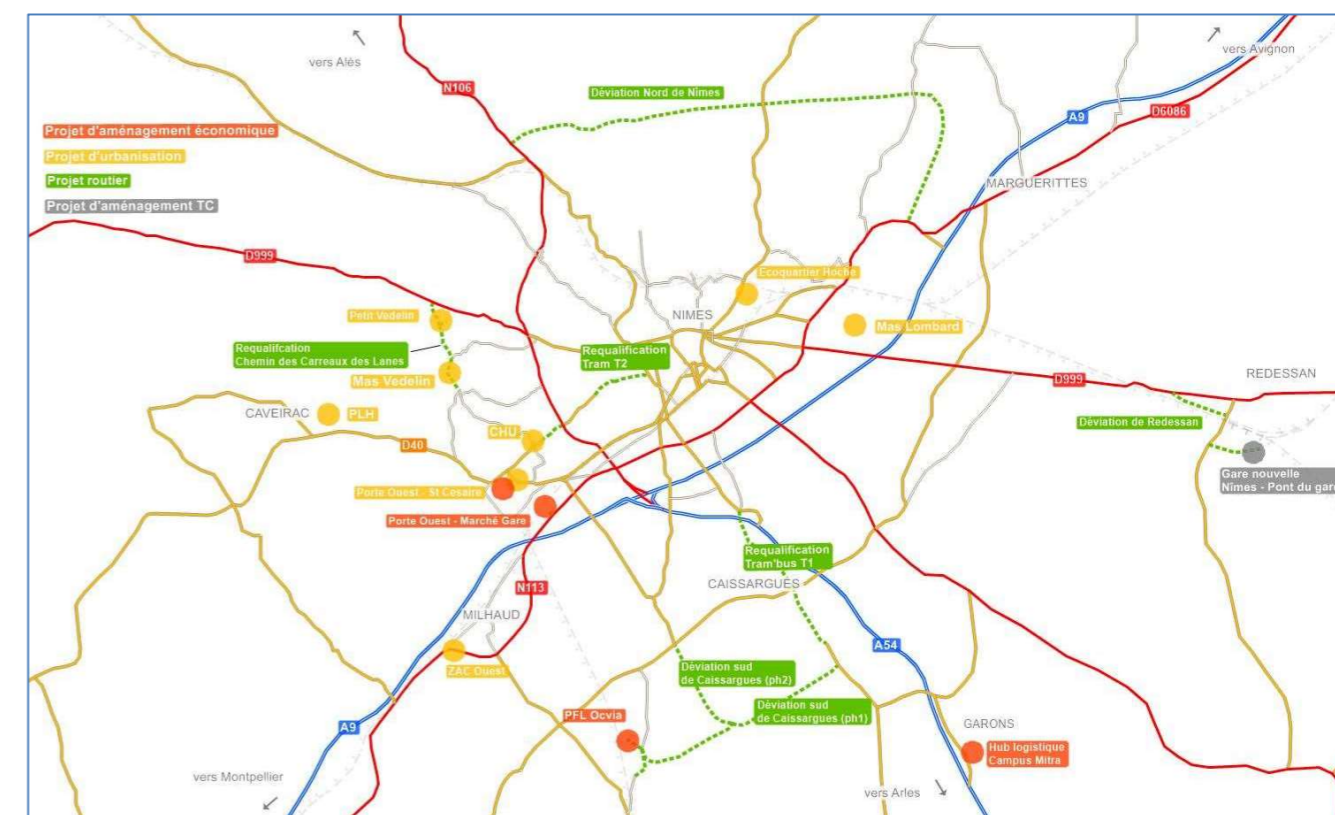 vers Alès
vers Avignon
N106
Déviation Nord de Nîmes
A9
D6086
Projet d'aménagement économique
Projet d'urbanisation
Projet routier
Projet d'aménagement TC
MARGUERITTES
D999
Ecoquartier Hoche
Petit Vedelin
NIMES
Mas Lombard
Requalification
Chemin des Carreaux des Lanes
Requalification
Tram T2
Mas Vedelin
D999
REDESSAN
CAVEIRAC
PLH
Déviation de Redessan
CHU
D40
Gare nouvelle
Nîmes - Pont du gard
Porte Ouest - St Cesaire
Porte Ouest - Marché Gare
Requalification
Tram'bus T1
CAISSARGUES
N113
MILHAUD
A54
ZAC Ouest
Déviation sud
de Caissargues (ph2)
Déviation sud
de Caissargues (ph1)
PFL Ocvia
A9
GARONS
Hub logistique
Campus Mitra
vers Montpellier
vers Arles